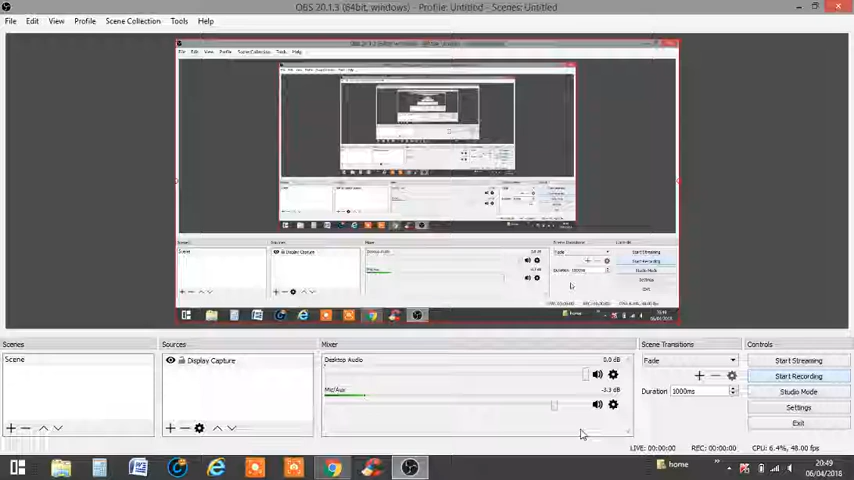 OBS 20.1.3 (64bit, windows) - Profile: Untitled - Scenes: Untitled
File Edit View Profile Scene Collection Tools Help
Scenes Sources Mixer Scene Transitions Controls
Scene
Display Capture
Desktop Audio 0.0 dB
Mic/Aux -3.3 dB
Fade
Duration 1000ms
Start Streaming
Start Recording
Studio Mode
Settings
Exit
LIVE: 00:00:00 REC: 00:00:00 CPU: 6.4%, 48.00 fps
home
20:49
06/04/2018